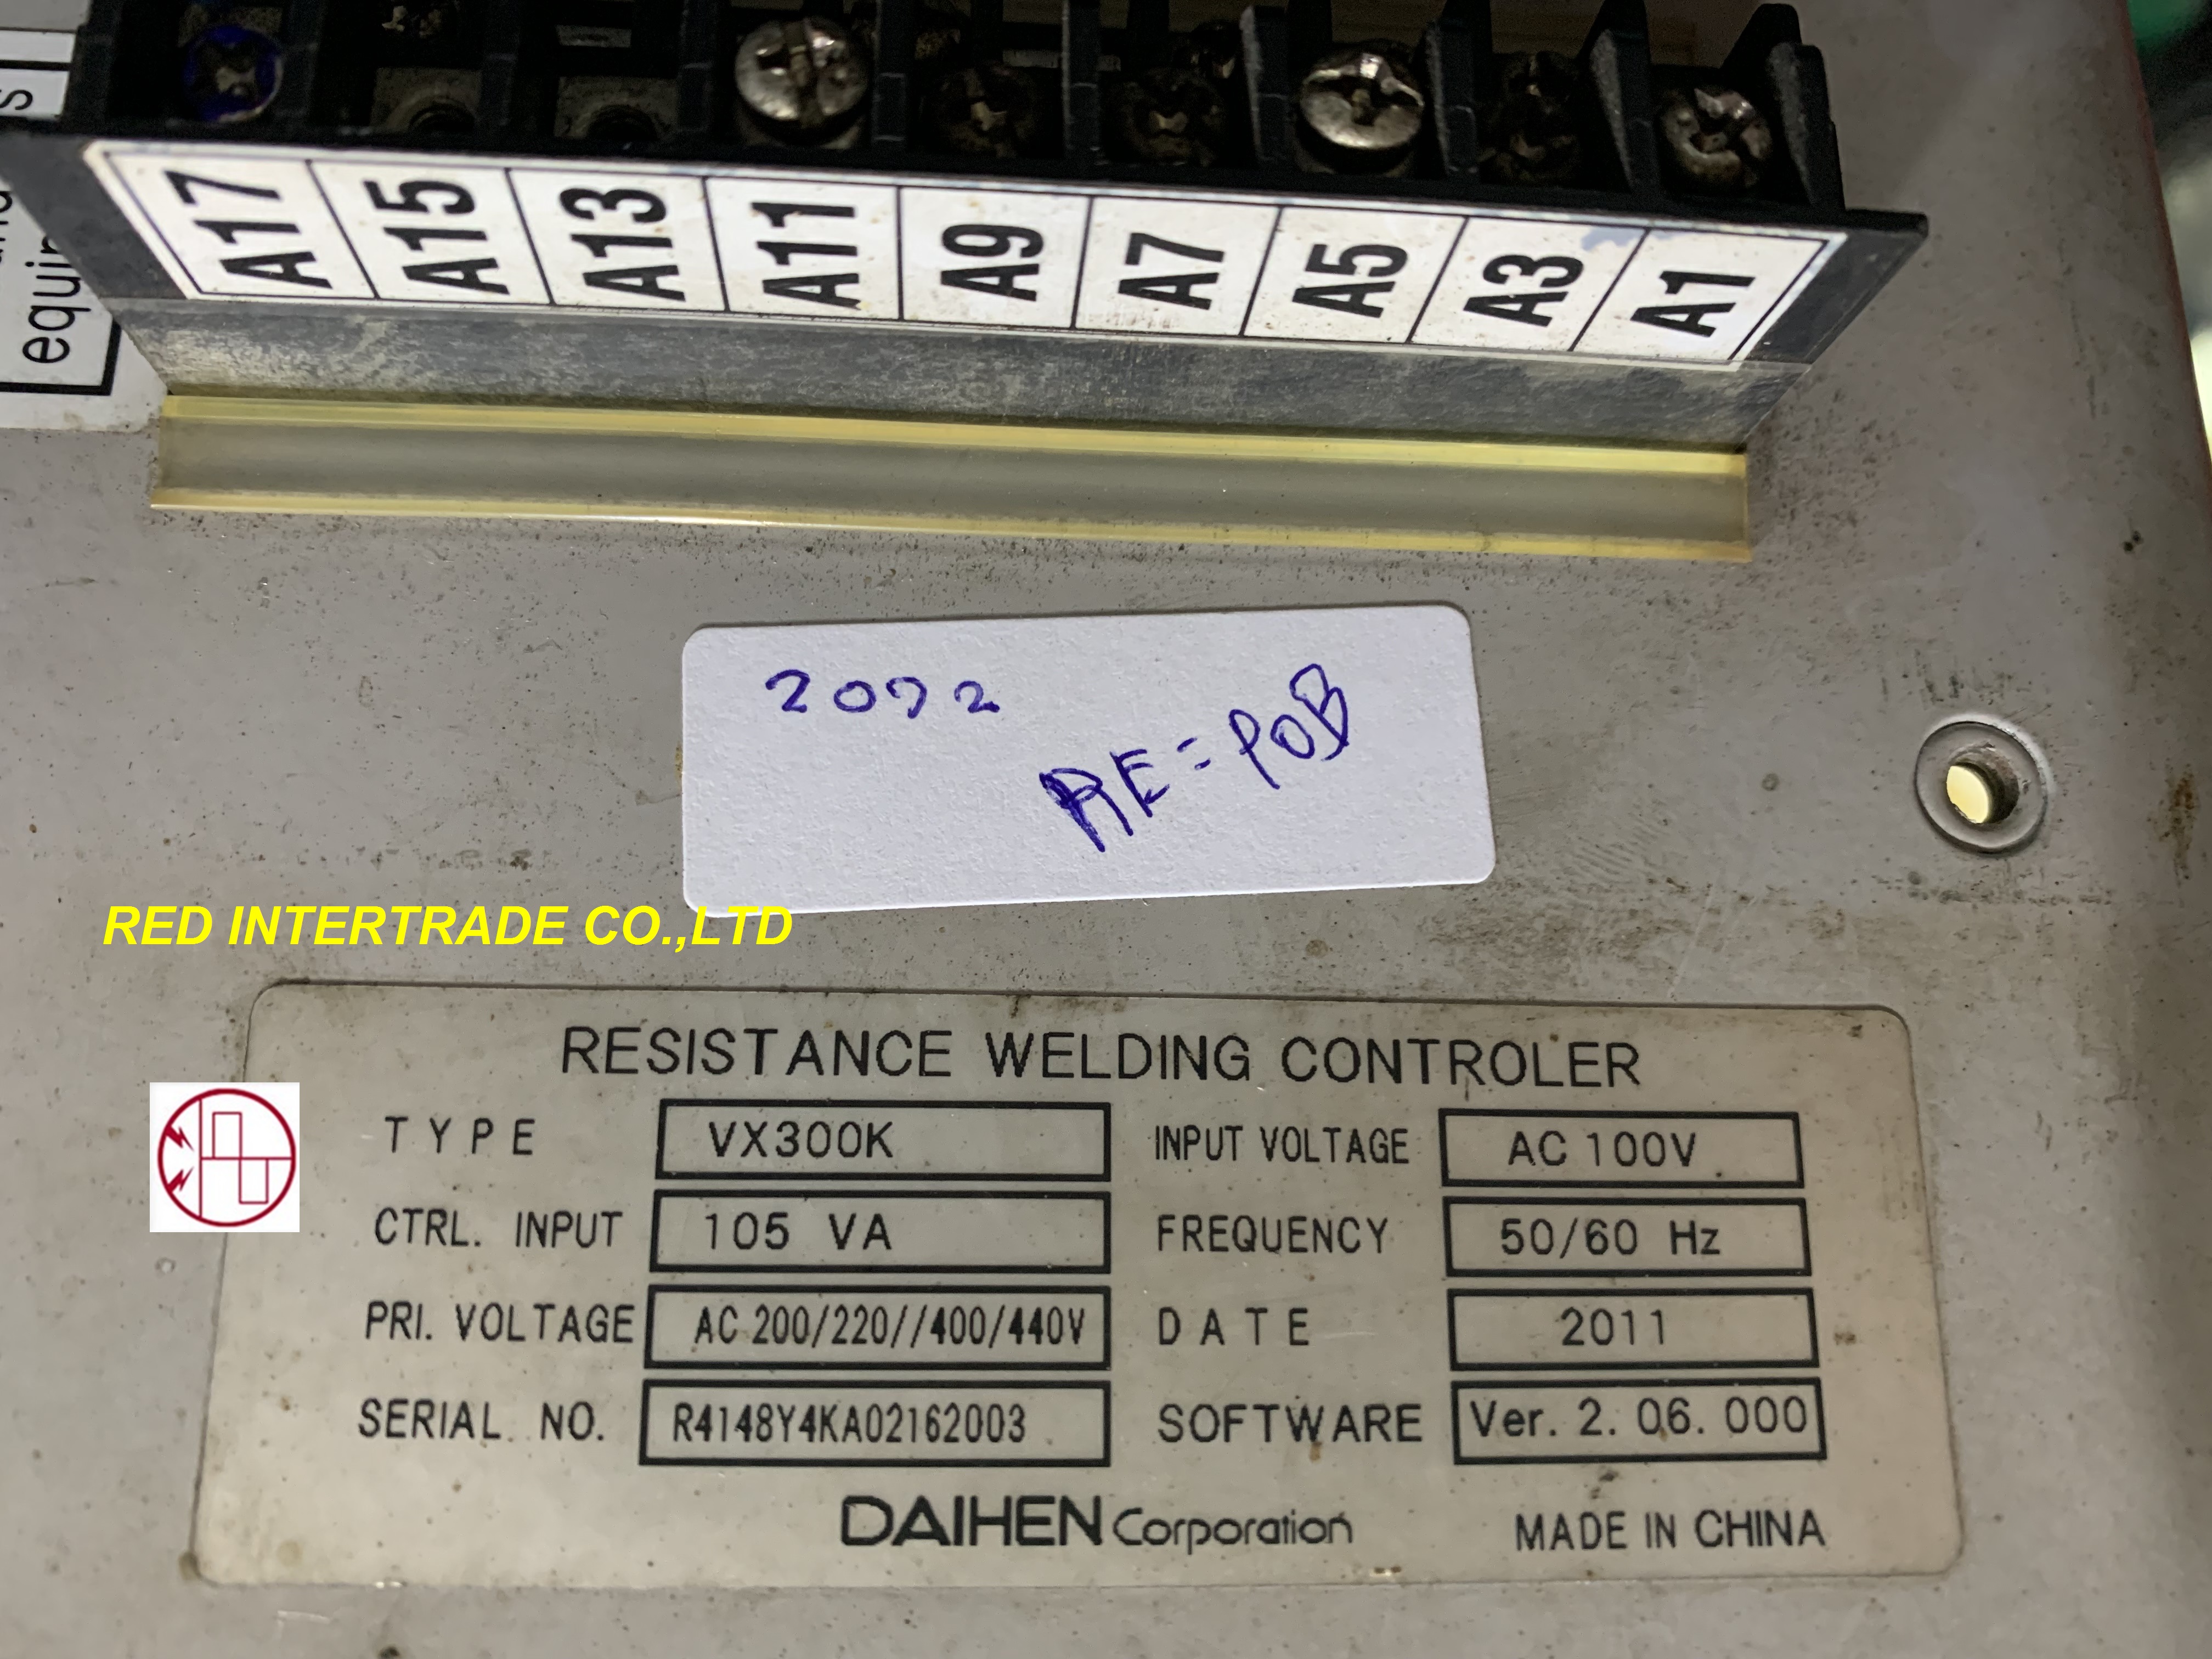 equip
A17 A15 A13 A11 A9 A7 A5 A3 A1
RE=POB
RED INTERTRADE CO.,LTD
RESISTANCE WELDING CONTROLER
TYPE VX300K INPUT VOLTAGE AC 100V
CTRL. INPUT 105 VA FREQUENCY 50/60 Hz
PRI. VOLTAGE AC 200/220//400/440V DATE 2011
SERIAL NO. R4148Y4KA02162003 SOFTWARE Ver. 2. 06. 000
DAIHEN Corporation MADE IN CHINA